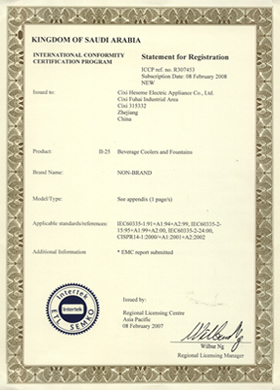 KINGDOM OF SAUDI ARABIA
INTERNATIONAL CONFORMITY
CERTIFICATION PROGRAM
Statement for Registration
ICCP ref. no. R307453
Subscription Date: 08 February 2008
NEW
Issued to: Cixi Heseme Electric Appliance Co., Ltd.
Cixi Fuhai Industrial Area
Cixi 315332
Zhejiang
China
Product: II-25 Beverage Coolers and Fountains
Brand Name: NON-BRAND
Model: See appendix (1 page/s)
Applicable standards/references: IEC60335-1:91+A1:94+A2:99, IEC60335-2-
15:95+A1:99+A2:00, IEC60335-2-24:00,
CISPR14-1:2000+A1:2001+A2:2002
Additional Information * EMC report submitted
Intertek
Intertek
ETL SEMKO
Issued by:
Regional Licensing Centre
Asia Pacific
08 February 2007
Wilbur Ng
Wilbur Ng
Regional Licensing Manager